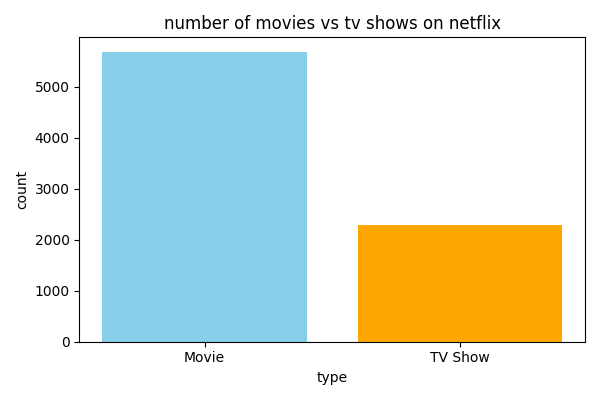 number of movies vs tv shows on netflix
5000
4000
3000
2000
1000
0
count
Movie
TV Show
type